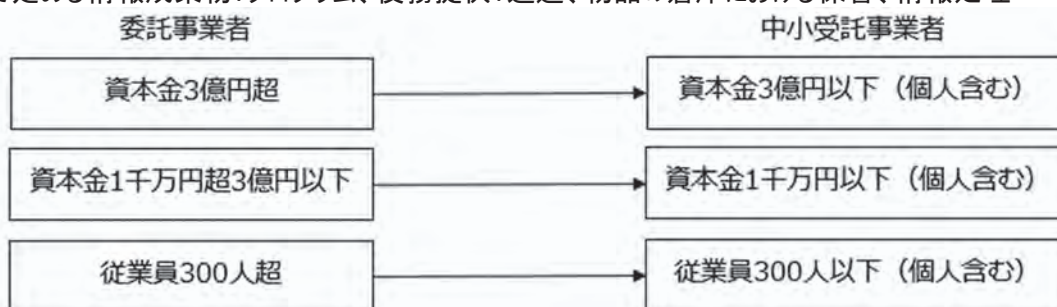 委託事業者 中小受託事業者
資本金3億円超 資本金3億円以下（個人含む）
資本金1千万円超3億円以下 資本金1千万円以下（個人含む）
従業員300人超 従業員300人以下（個人含む）